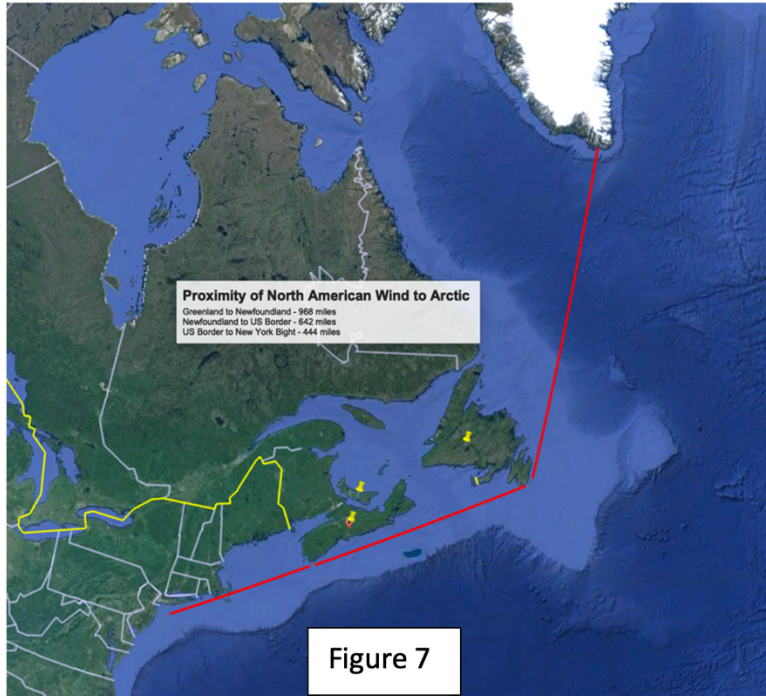 Proximity of North American Wind to Arctic
Greenland to Newfoundland - 968 miles
Newfoundland to US Border - 642 miles
US Border to New York Bight - 444 miles
Figure 7